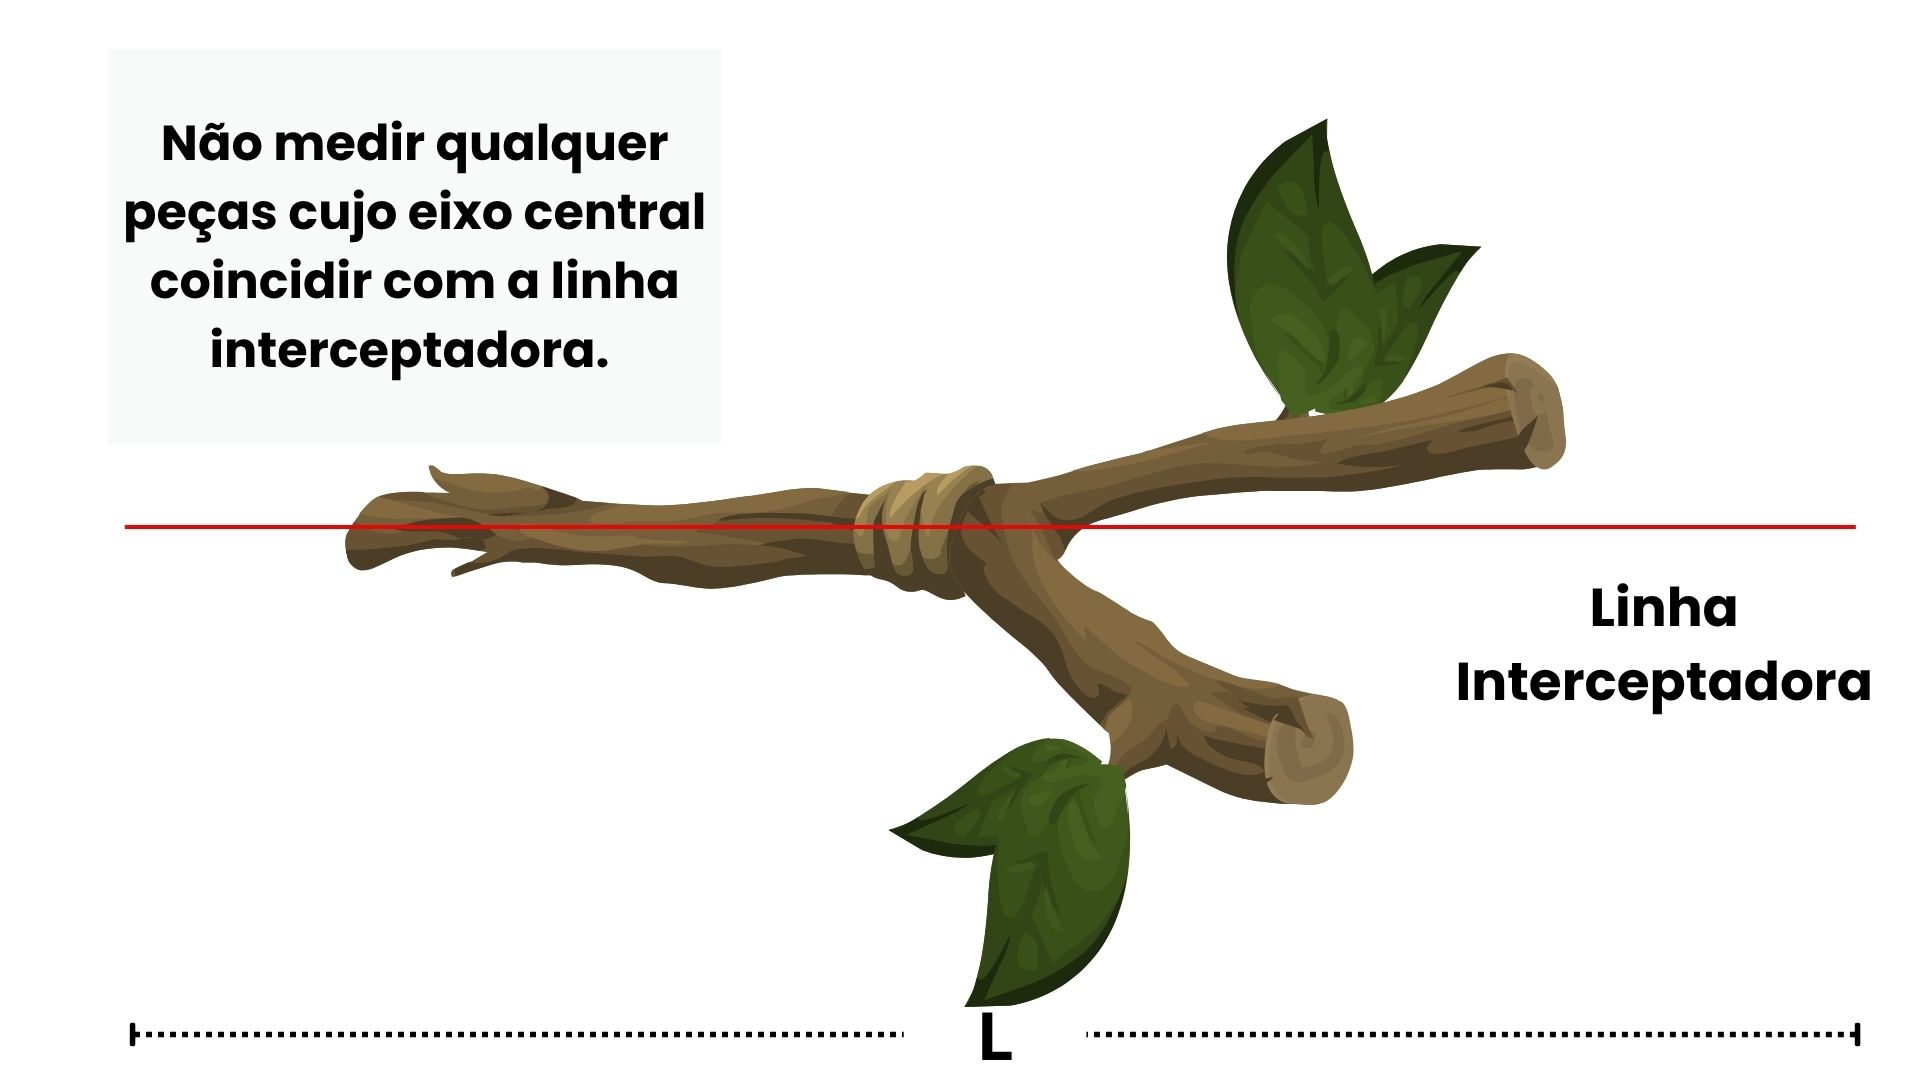 Não medir qualquer
peças cujo eixo central
coincidir com a linha
interceptadora.
Linha
Interceptadora
L